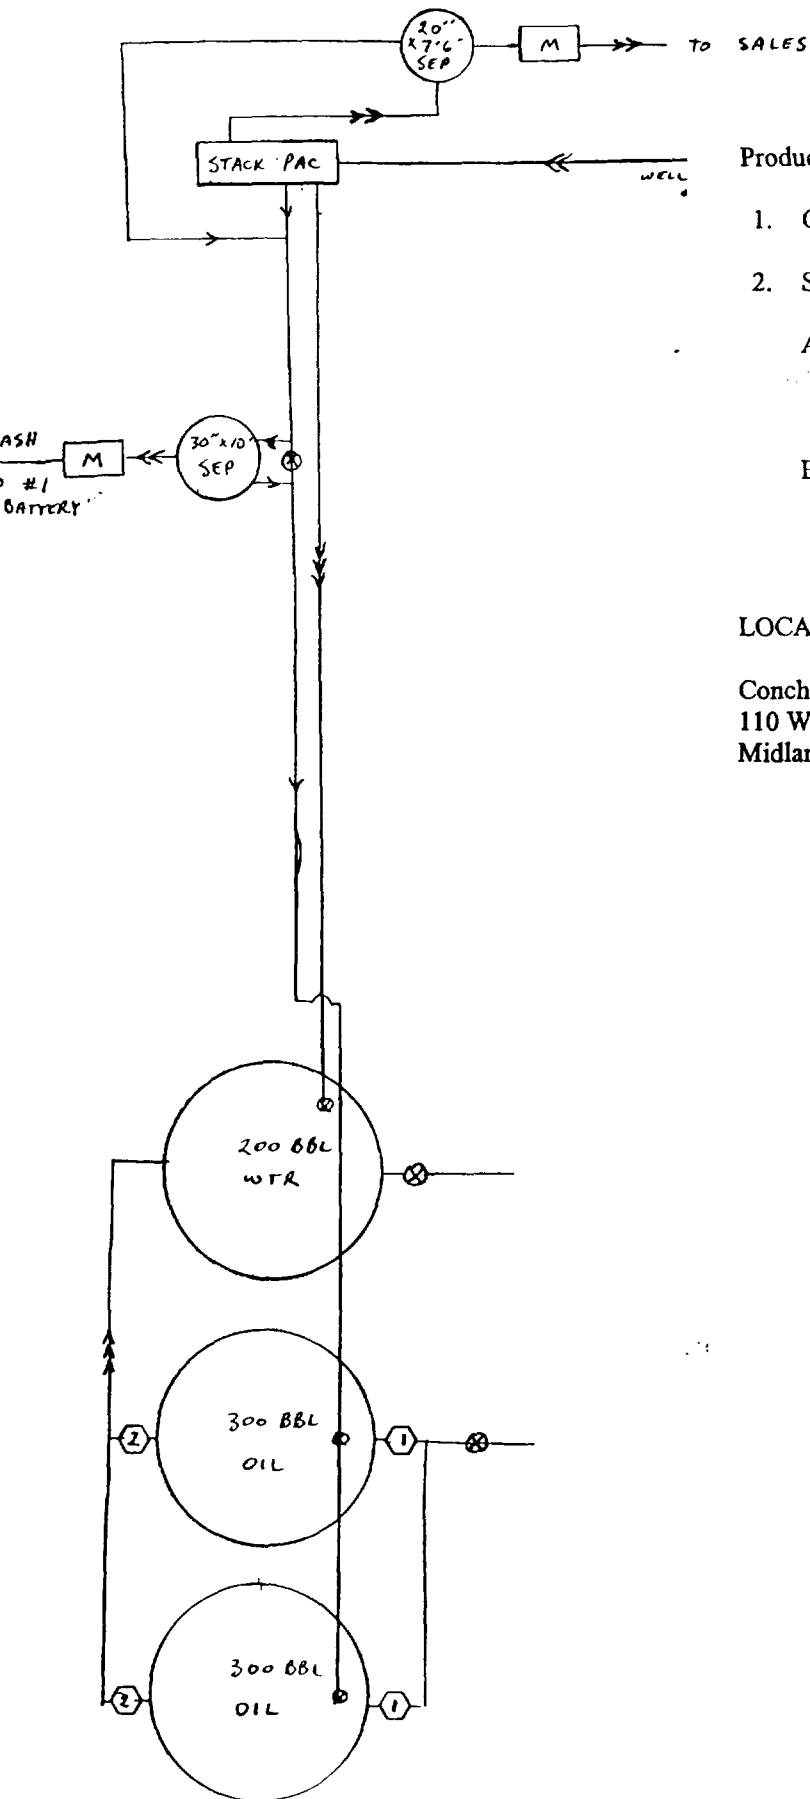 20"
x 7'6"
SEP
M
TO SALES
STACK PAC
WELL
Produ
1.
2.
30" x 10'
SEP
M
ASH
#1
BATTERY"
LOCA
Conch
110 W
Midlan
200 BBL
WTR
300 BBL
OIL
2
1
300 BBL
OIL
2
1